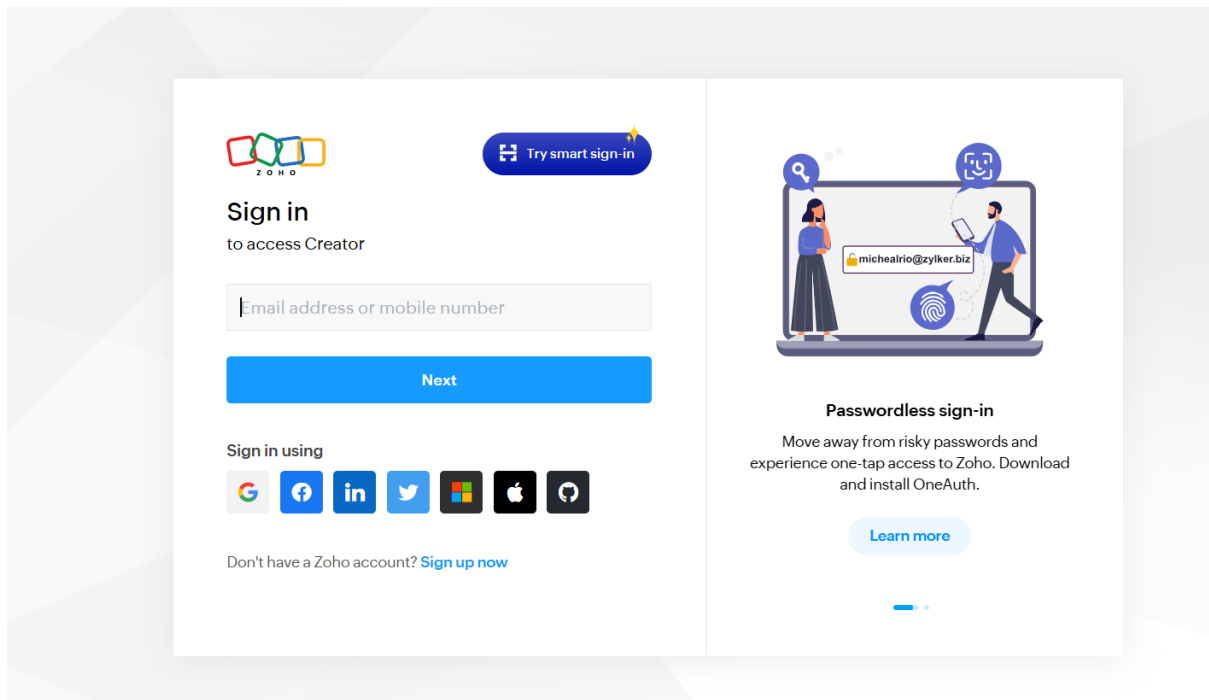 ZOHO
Try smart sign-in
Sign in
to access Creator
Email address or mobile number
Next
Sign in using
in
Don't have a Zoho account? Sign up now
michealrio@zylker.biz
Passwordless sign-in
Move away from risky passwords and
experience one-tap access to Zoho. Download
and install OneAuth.
Learn more